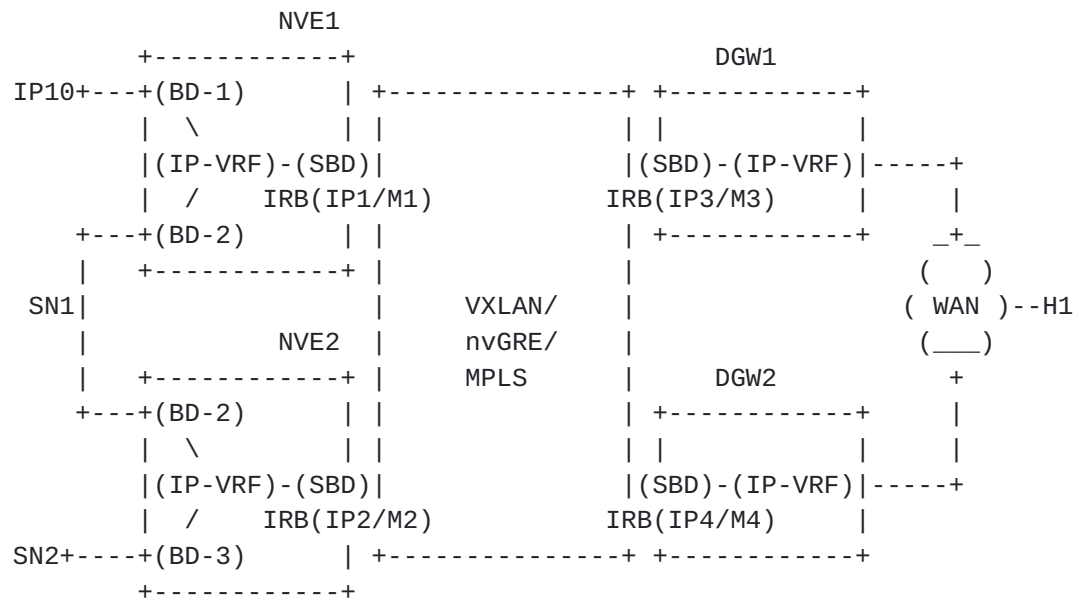 NVE1
         +------------+                        DGW1
IP10+---+(BD-1)       | +---------------+ +------------+
        |  \          | |               | |            |
        |(IP-VRF)-(SBD)|                |(SBD)-(IP-VRF)|-----+
        |  /    IRB(IP1/M1)            IRB(IP3/M3)     |     |
    +---+(BD-2)       | |               | +------------+    _+_
    |   +------------+  |               |                  (   )
 SN1|                   |     VXLAN/    |                 ( WAN )--H1
    |            NVE2   |     nvGRE/    |                  (___)
    |   +------------+  |     MPLS      |     DGW2           +
    +---+(BD-2)       | |               | +------------+     |
        |  \          | |               | |            |     |
        |(IP-VRF)-(SBD)|                |(SBD)-(IP-VRF)|-----+
        |  /    IRB(IP2/M2)            IRB(IP4/M4)     |
SN2+----+(BD-3)       | +---------------+ +------------+
        +------------+